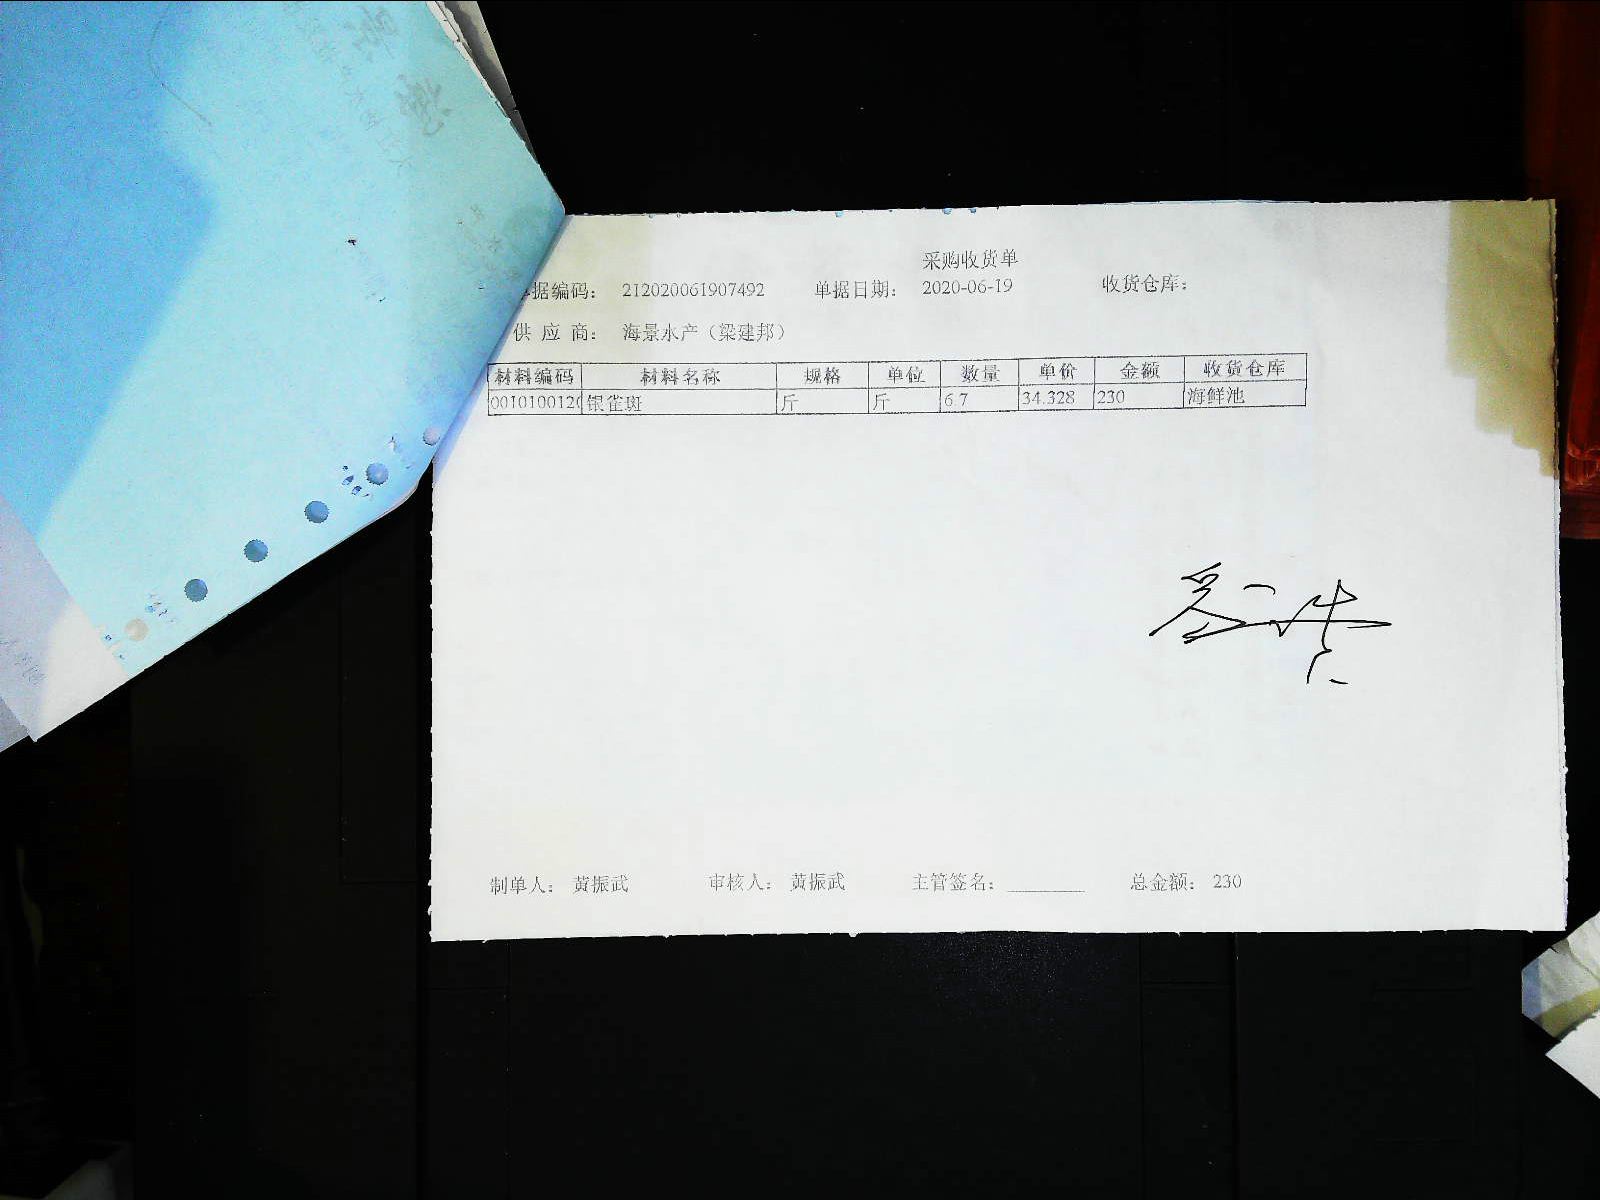 采购收货单
据编码： 212020061907492 单据日期： 2020-06-19 收货仓库：
供 应 商： 海景水产（梁建邦）
材料编码 材料名称 规格 单位 数量 单价 金额 收货仓库
0010100120 银雀斑 斤 斤 6.7 34.328 230 海鲜池
制单人： 黄振武 审核人： 黄振武 主管签名： ________ 总金额： 230